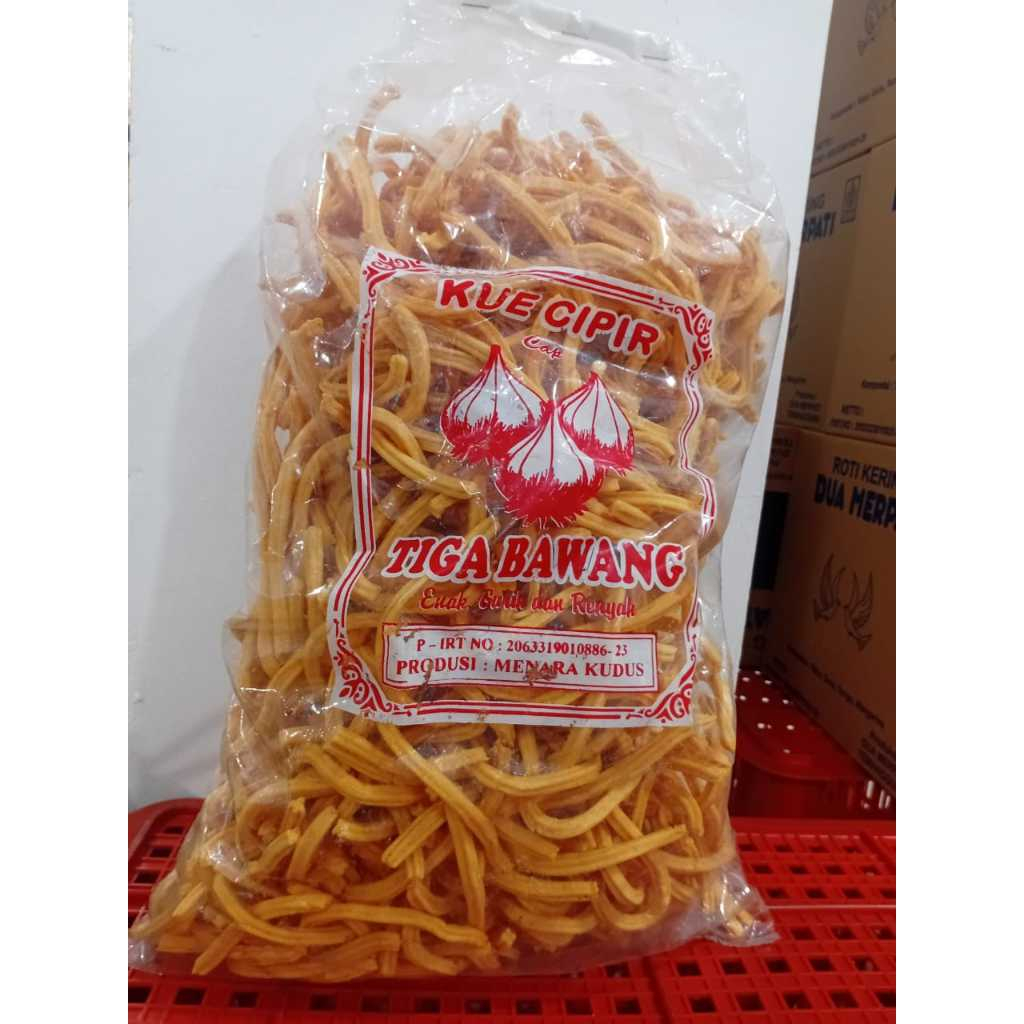 KUE CIPIR
Cap
TIGA BAWANG
Enak Gurih dan Renyah
P - IRT NO : 2063319010886-23
PRODUSI : MENARA KUDUS
PATI
ROTI KERIN
DUA MERP